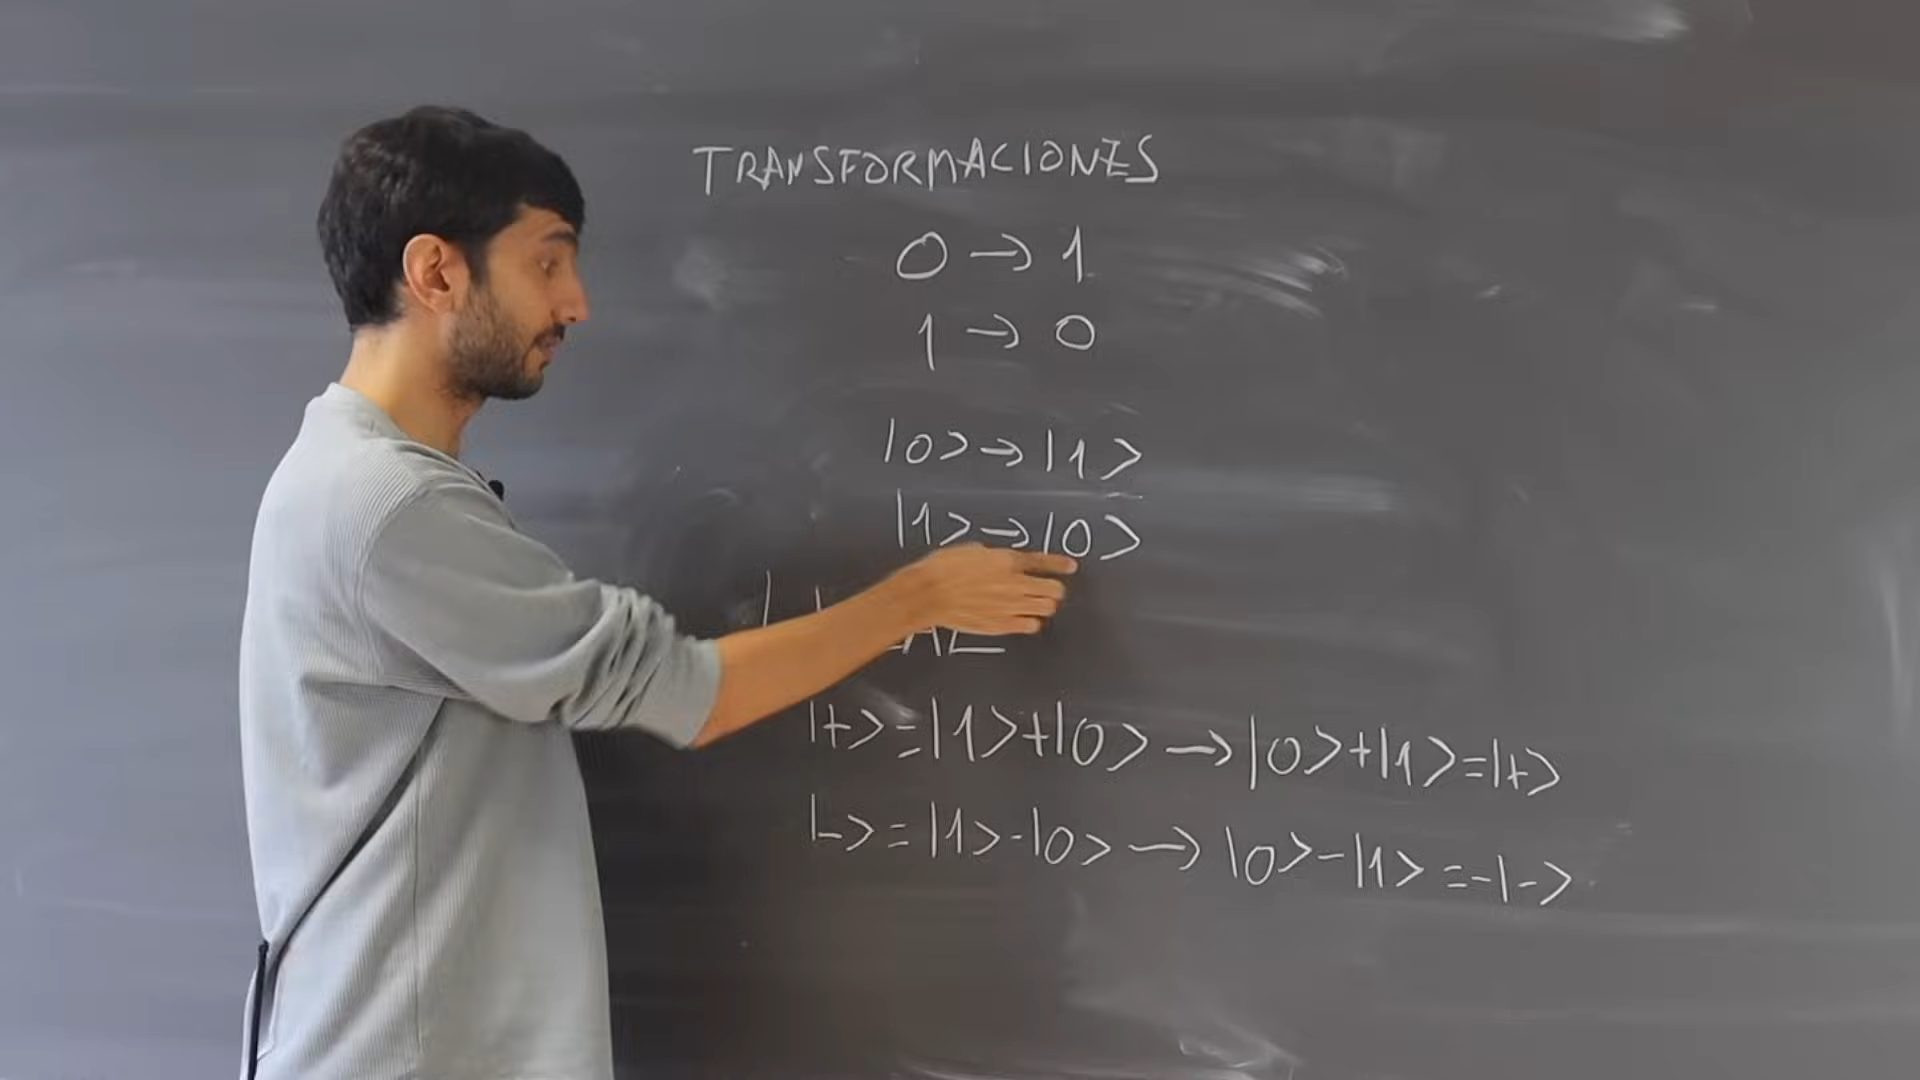 TRANSFORMACIONES
0 → 1
1 → 0
|0> → |1>
|1> → |0>
|+> = |1> + |0> → |0> + |1> = |+>
|-> = |1> - |0> → |0> - |1> = - |->